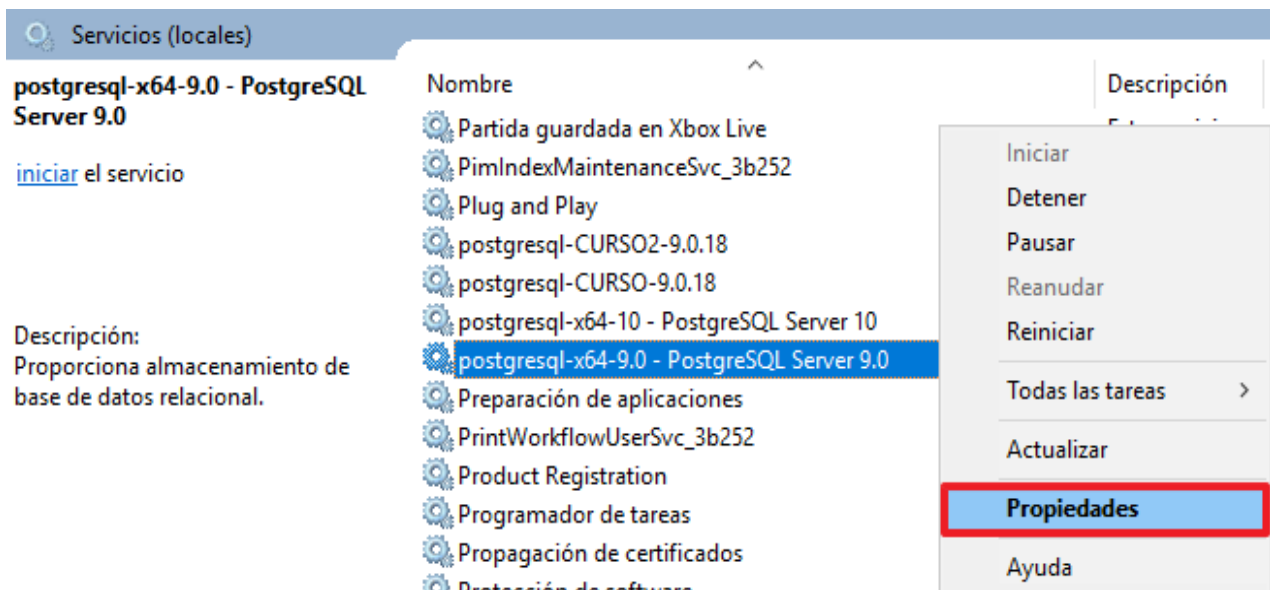 Servicios (locales)
postgresql-x64-9.0 - PostgreSQL
Server 9.0
iniciar el servicio
Descripción:
Proporciona almacenamiento de
base de datos relacional.
Nombre
Descripción
Partida guardada en Xbox Live
PimIndexMaintenanceSvc_3b252
Plug and Play
postgresql-CURSO2-9.0.18
postgresql-CURSO-9.0.18
postgresql-x64-10 - PostgreSQL Server 10
postgresql-x64-9.0 - PostgreSQL Server 9.0
Preparación de aplicaciones
PrintWorkflowUserSvc_3b252
Product Registration
Programador de tareas
Propagación de certificados
Protección de software
Iniciar
Detener
Pausar
Reanudar
Reiniciar
Todas las tareas
Actualizar
Propiedades
Ayuda